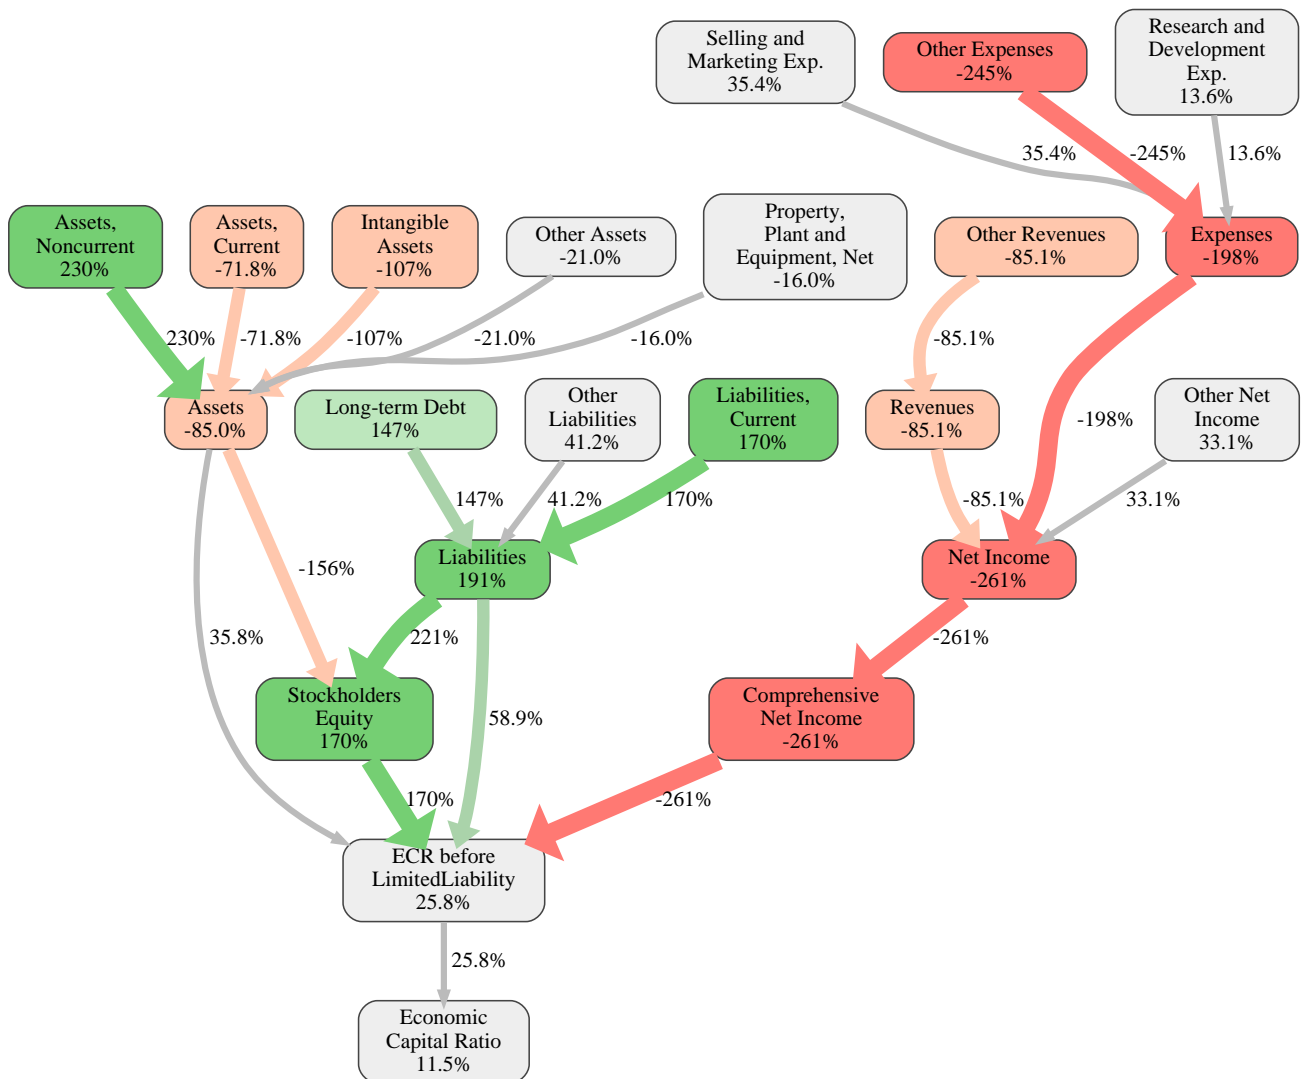 Selling and
Marketing Exp.
35.4%
Other Expenses
-245%
Research and
Development
Exp.
13.6%
35.4%
-245%
13.6%
Assets,
Noncurrent
230%
Assets,
Current
-71.8%
Intangible
Assets
-107%
Other Assets
-21.0%
Property,
Plant and
Equipment, Net
-16.0%
Other Revenues
-85.1%
Expenses
-198%
230%
-71.8%
-107%
-21.0%
-16.0%
-85.1%
Assets
-85.0%
Long-term Debt
147%
Other
Liabilities
41.2%
Liabilities,
Current
170%
Revenues
-85.1%
-198%
Other Net
Income
33.1%
147%
41.2%
170%
-85.1%
33.1%
-156%
Liabilities
191%
Net Income
-261%
35.8%
221%
-261%
Stockholders
Equity
170%
58.9%
Comprehensive
Net Income
-261%
170%
-261%
ECR before
LimitedLiability
25.8%
25.8%
Economic
Capital Ratio
11.5%